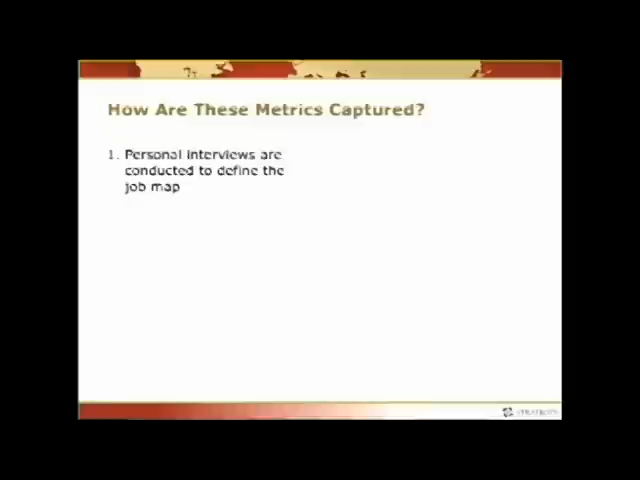 How Are These Metrics Captured?
1. Personal interviews are
conducted to define the
job map